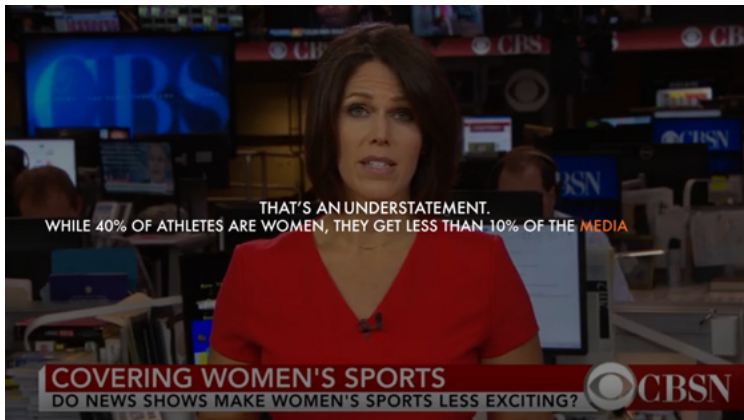 CBS
CBS
CBS
CBS
CBSN
BSN
THAT'S AN UNDERSTATEMENT.
WHILE 40% OF ATHLETES ARE WOMEN, THEY GET LESS THAN 10% OF THE MEDIA
COVERING WOMEN'S SPORTS
DO NEWS SHOWS MAKE WOMEN'S SPORTS LESS EXCITING?
CBSN